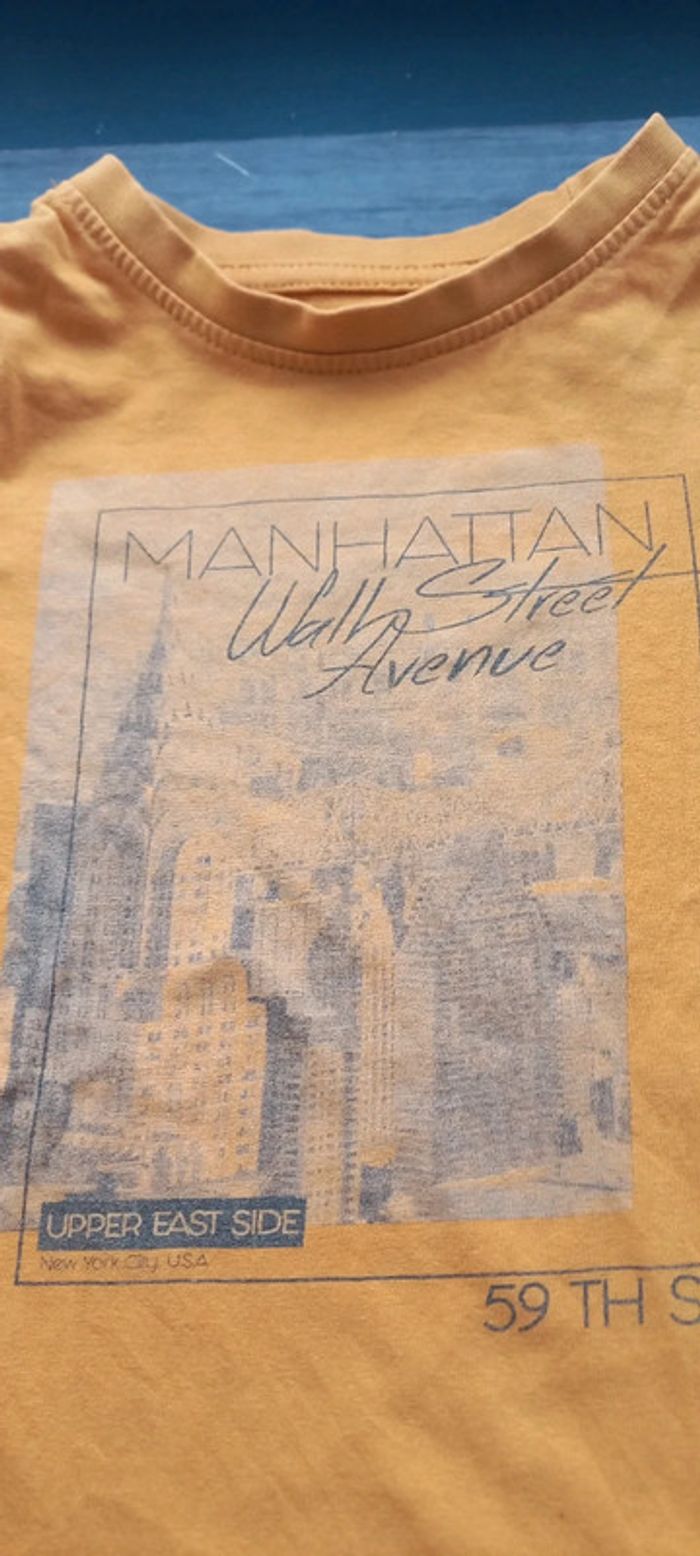 MANHATTAN
Wall Street
Avenue
UPPER EAST SIDE
New York City, USA
59 TH S